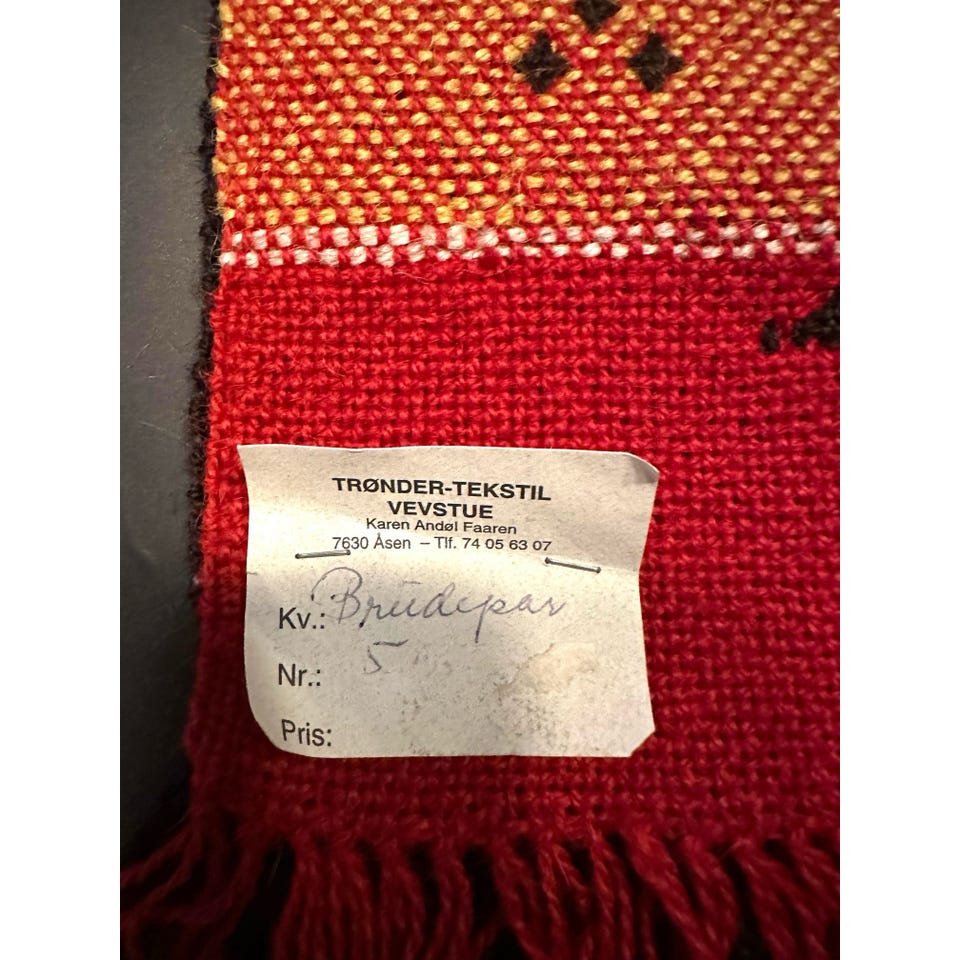 TRØNDER-TEKSTIL
VEVSTUE
Karen Andøl Faaren
7630 Åsen – Tlf. 74 05 63 07
Kv.: Brudepar
Nr.: 5
Pris: